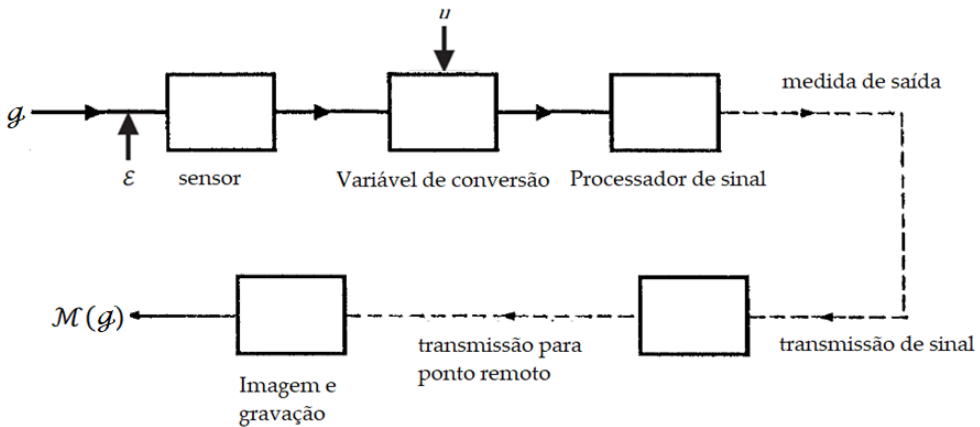 u
medida de saída
g
ε
sensor
Variável de conversão
Processador de sinal
M(g)
transmissão para
ponto remoto
transmissão de sinal
Imagem e
gravação